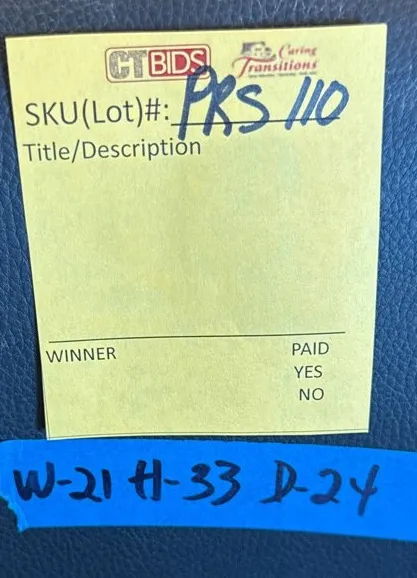 CTBIDS Caring Transitions
SKU(Lot)#: PRS 110
Title/Description
WINNER PAID
YES
NO
W-21 H-33 D-24